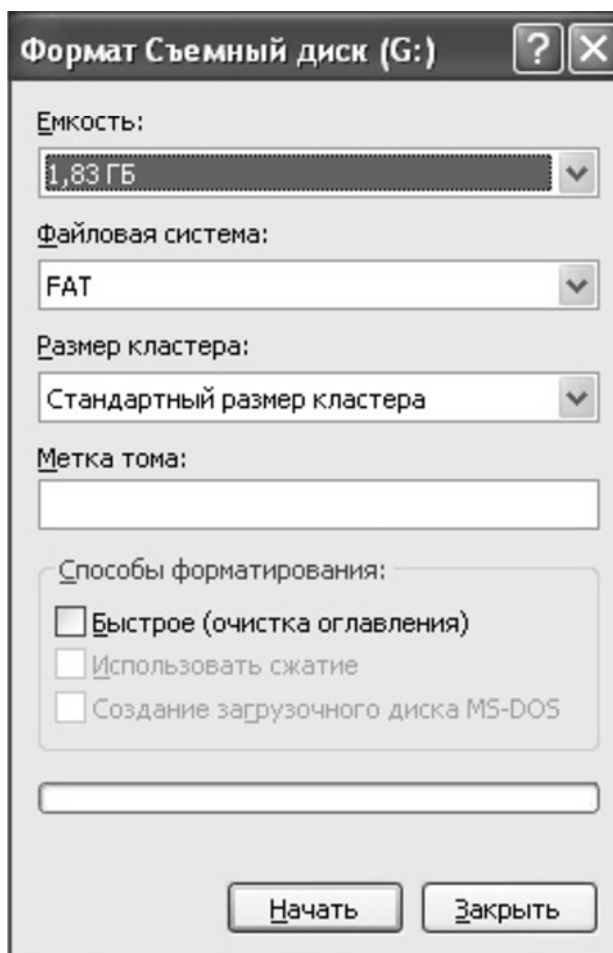 Формат Съемный диск (G:)
Емкость:
1,83 ГБ
Файловая система:
FAT
Размер кластера:
Стандартный размер кластера
Метка тома:
Способы форматирования:
Быстрое (очистка оглавления)
Использовать сжатие
Создание загрузочного диска MS-DOS
Начать
Закрыть